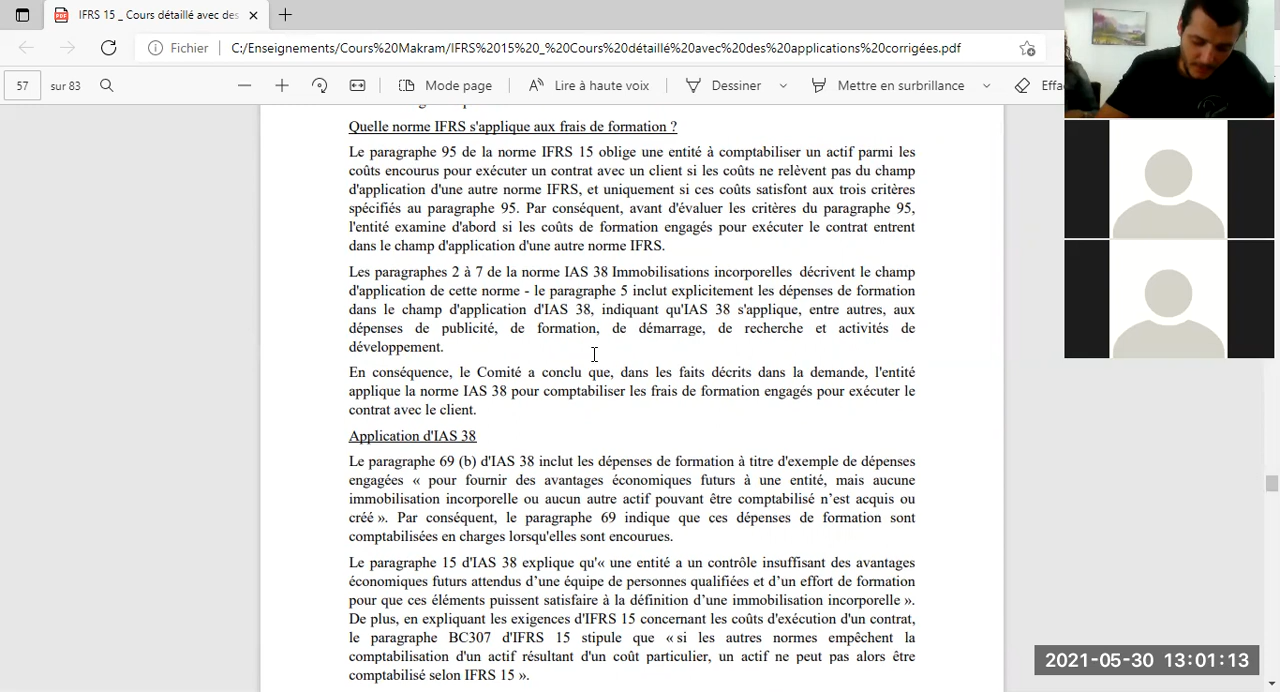 IFRS 15 _ Cours détaillé avec des
Fichier
C:/Enseignements/Cours%20Makram/IFRS%2015%20_%20Cours%20détaillé%20avec%20des%20applications%20corrigées.pdf
57 sur 83
Mode page
Lire à haute voix
Dessiner
Mettre en surbrillance
Quelle norme IFRS s'applique aux frais de formation ?
Le paragraphe 95 de la norme IFRS 15 oblige une entité à comptabiliser un actif parmi les
coûts encourus pour exécuter un contrat avec un client si les coûts ne relèvent pas du champ
d'application d'une autre norme IFRS, et uniquement si ces coûts satisfont aux trois critères
spécifiés au paragraphe 95. Par conséquent, avant d'évaluer les critères du paragraphe 95,
l'entité examine d'abord si les coûts de formation engagés pour exécuter le contrat entrent
dans le champ d'application d'une autre norme IFRS.
Les paragraphes 2 à 7 de la norme IAS 38 Immobilisations incorporelles décrivent le champ
d'application de cette norme - le paragraphe 5 inclut explicitement les dépenses de formation
dans le champ d'application d'IAS 38, indiquant qu'IAS 38 s'applique, entre autres, aux
dépenses de publicité, de formation, de démarrage, de recherche et activités de
développement.
En conséquence, le Comité a conclu que, dans les faits décrits dans la demande, l'entité
applique la norme IAS 38 pour comptabiliser les frais de formation engagés pour exécuter le
contrat avec le client.
Application d'IAS 38
Le paragraphe 69 (b) d'IAS 38 inclut les dépenses de formation à titre d'exemple de dépenses
engagées « pour fournir des avantages économiques futurs à une entité, mais aucune
immobilisation incorporelle ou aucun autre actif pouvant être comptabilisé n'est acquis ou
créé ». Par conséquent, le paragraphe 69 indique que ces dépenses de formation sont
comptabilisées en charges lorsqu'elles sont encourues.
Le paragraphe 15 d'IAS 38 explique qu'« une entité a un contrôle insuffisant des avantages
économiques futurs attendus d'une équipe de personnes qualifiées et d'un effort de formation
pour que ces éléments puissent satisfaire à la définition d'une immobilisation incorporelle ».
De plus, en expliquant les exigences d'IFRS 15 concernant les coûts d'exécution d'un contrat,
le paragraphe BC307 d'IFRS 15 stipule que « si les autres normes empêchent la
comptabilisation d'un actif résultant d'un coût particulier, un actif ne peut pas alors être
comptabilisé selon IFRS 15 ».
2021-05-30 13:01:13